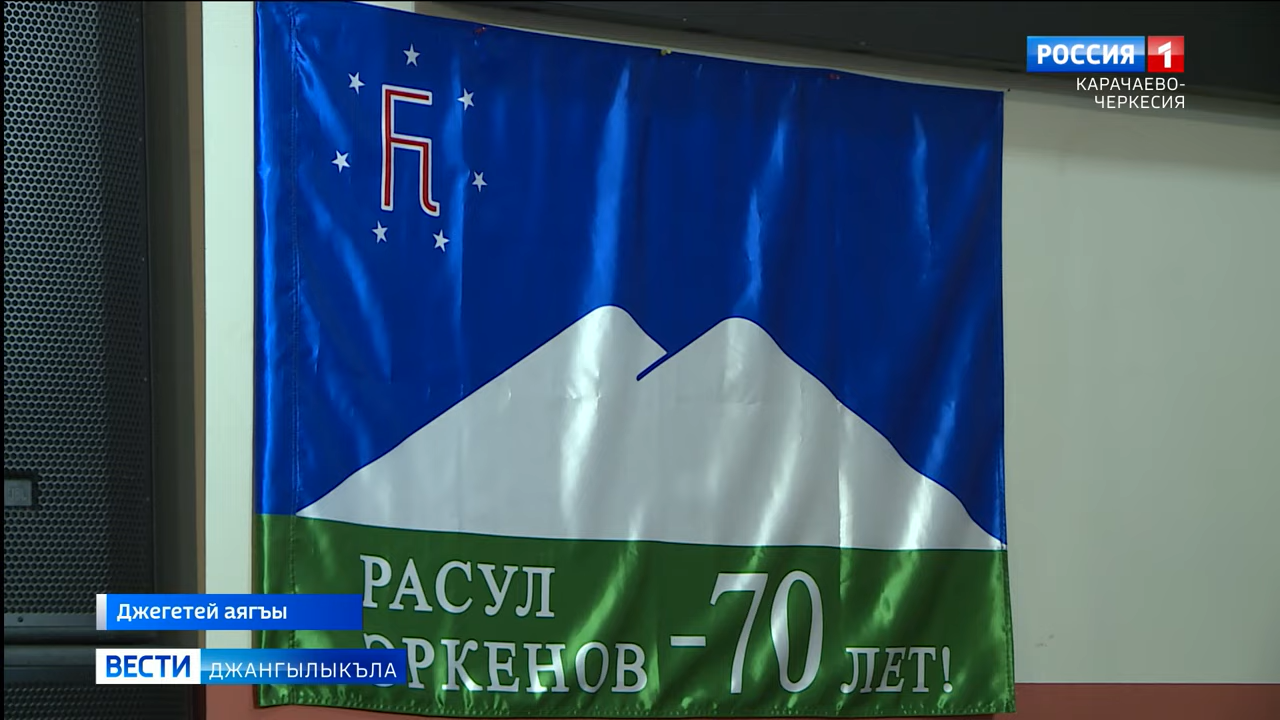 РОССИЯ 1
КАРАЧАЕВО-
ЧЕРКЕСИЯ
РАСУЛ
ЭРКЕНОВ -70 ЛЕТ!
Джегетей аягъы
ВЕСТИ ДЖАНГЫЛЫКЪЛА